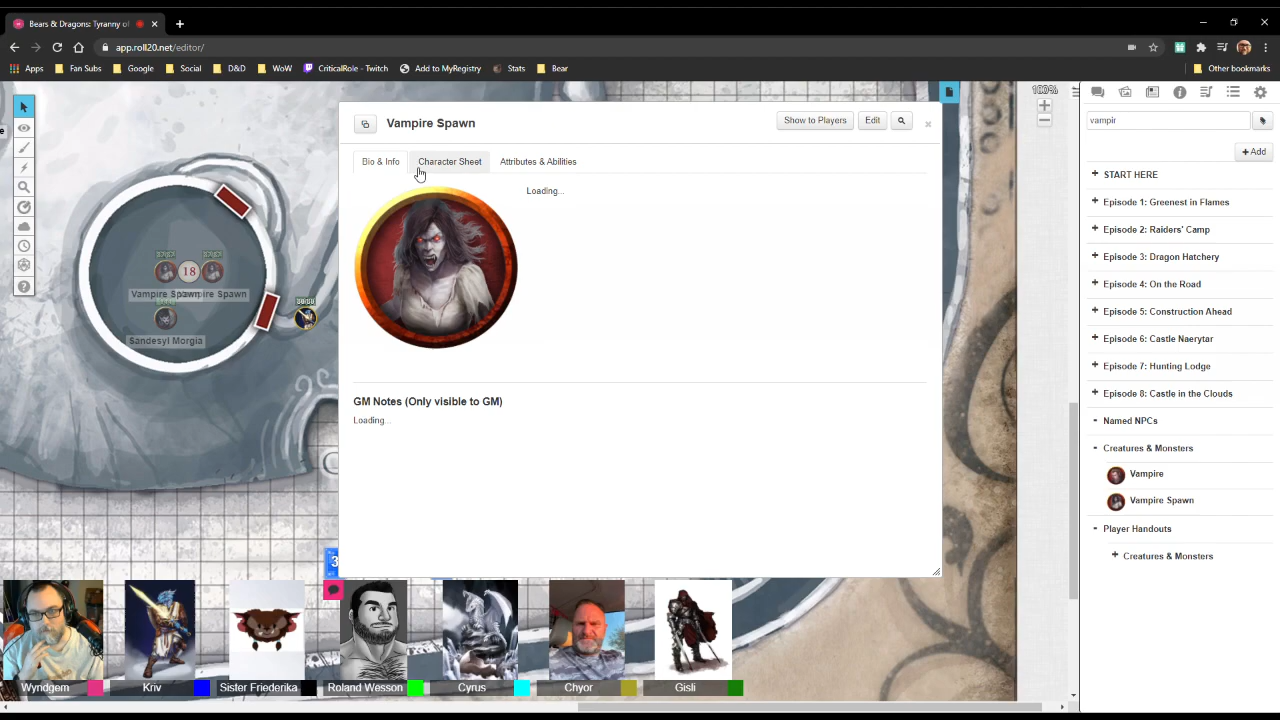 Bears & Dragons: Tyranny of
app.roll20.net/editor/
Apps
Fan Subs
Google
Social
D&D
WoW
CriticalRole - Twitch
Add to MyRegistry
Stats
Bear
Other bookmarks
e
100%
Vampire Spawn
Show to Players
Edit
Bio & Info
Character Sheet
Attributes & Abilities
Loading...
GM Notes (Only visible to GM)
Loading...
18
Vampire Spawn
Sandesyl Morgia
3
vampir
+ Add
START HERE
Episode 1: Greenest in Flames
Episode 2: Raiders' Camp
Episode 3: Dragon Hatchery
Episode 4: On the Road
Episode 5: Construction Ahead
Episode 6: Castle Naerytar
Episode 7: Hunting Lodge
Episode 8: Castle in the Clouds
Named NPCs
Creatures & Monsters
Vampire
Vampire Spawn
Player Handouts
Creatures & Monsters
Wyndgem
Kriv
Sister Friederika
Roland Wesson
Cyrus
Chyor
Gisli